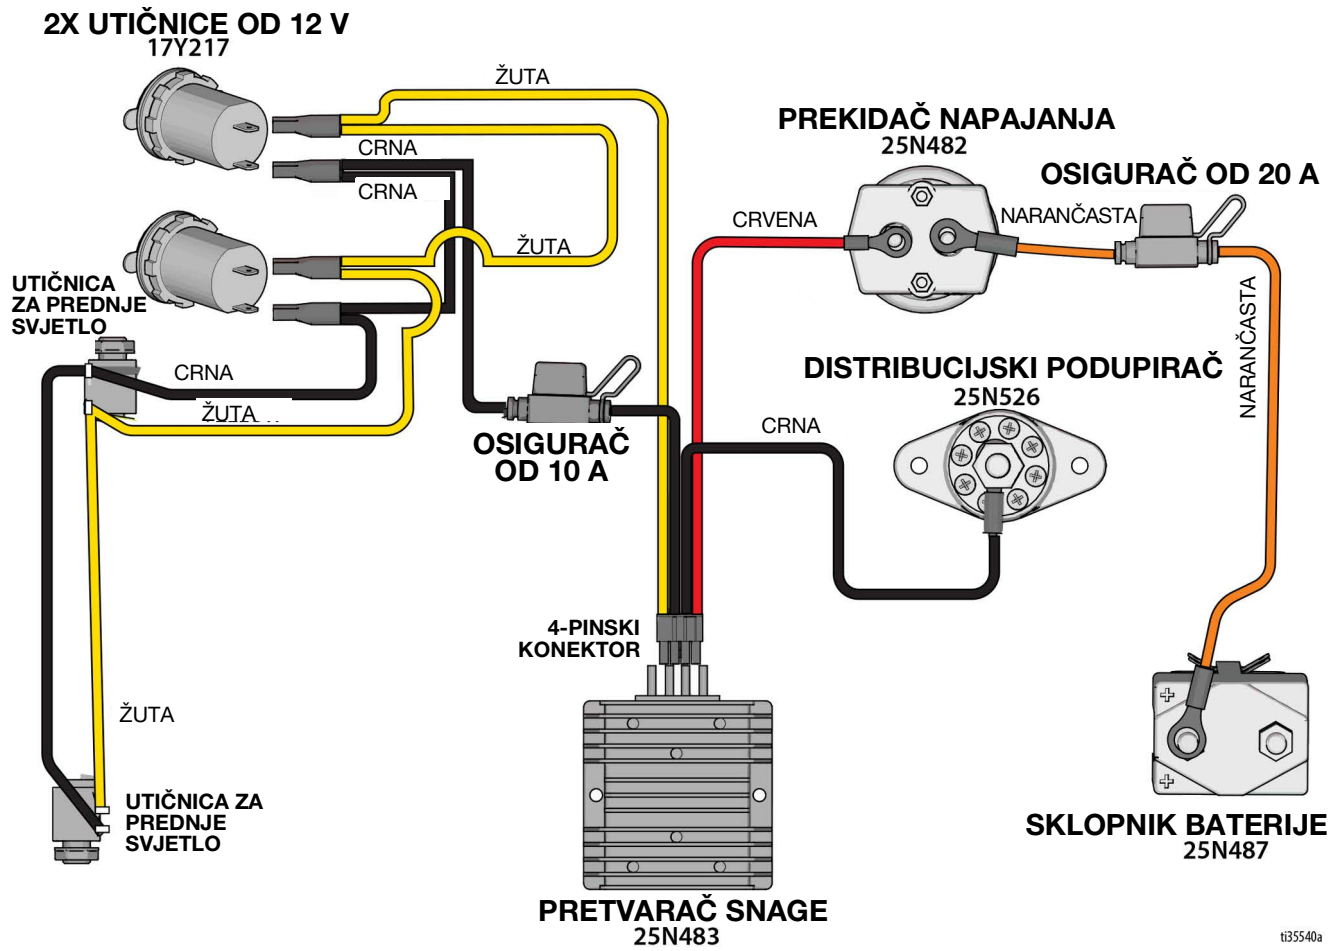 2X UTIČNICE OD 12 V
17Y217
ŽUTA
CRNA
CRNA
ŽUTA
UTIČNICA
ZA PREDNJE
SVJETLO
CRNA
ŽUTA
OSIGURAČ
OD 10 A
PREKIDAČ NAPAJANJA
25N482
OSIGURAČ OD 20 A
CRVENA
NARANČASTA
NARANČASTA
DISTRIBUCIJSKI PODUPIRAČ
25N526
CRNA
4-PINSKI
KONEKTOR
ŽUTA
UTIČNICA ZA
PREDNJE
SVJETLO
PRETVARAČ SNAGE
25N483
+
+
SKLOPNIK BATERIJE
25N487
ti35540a